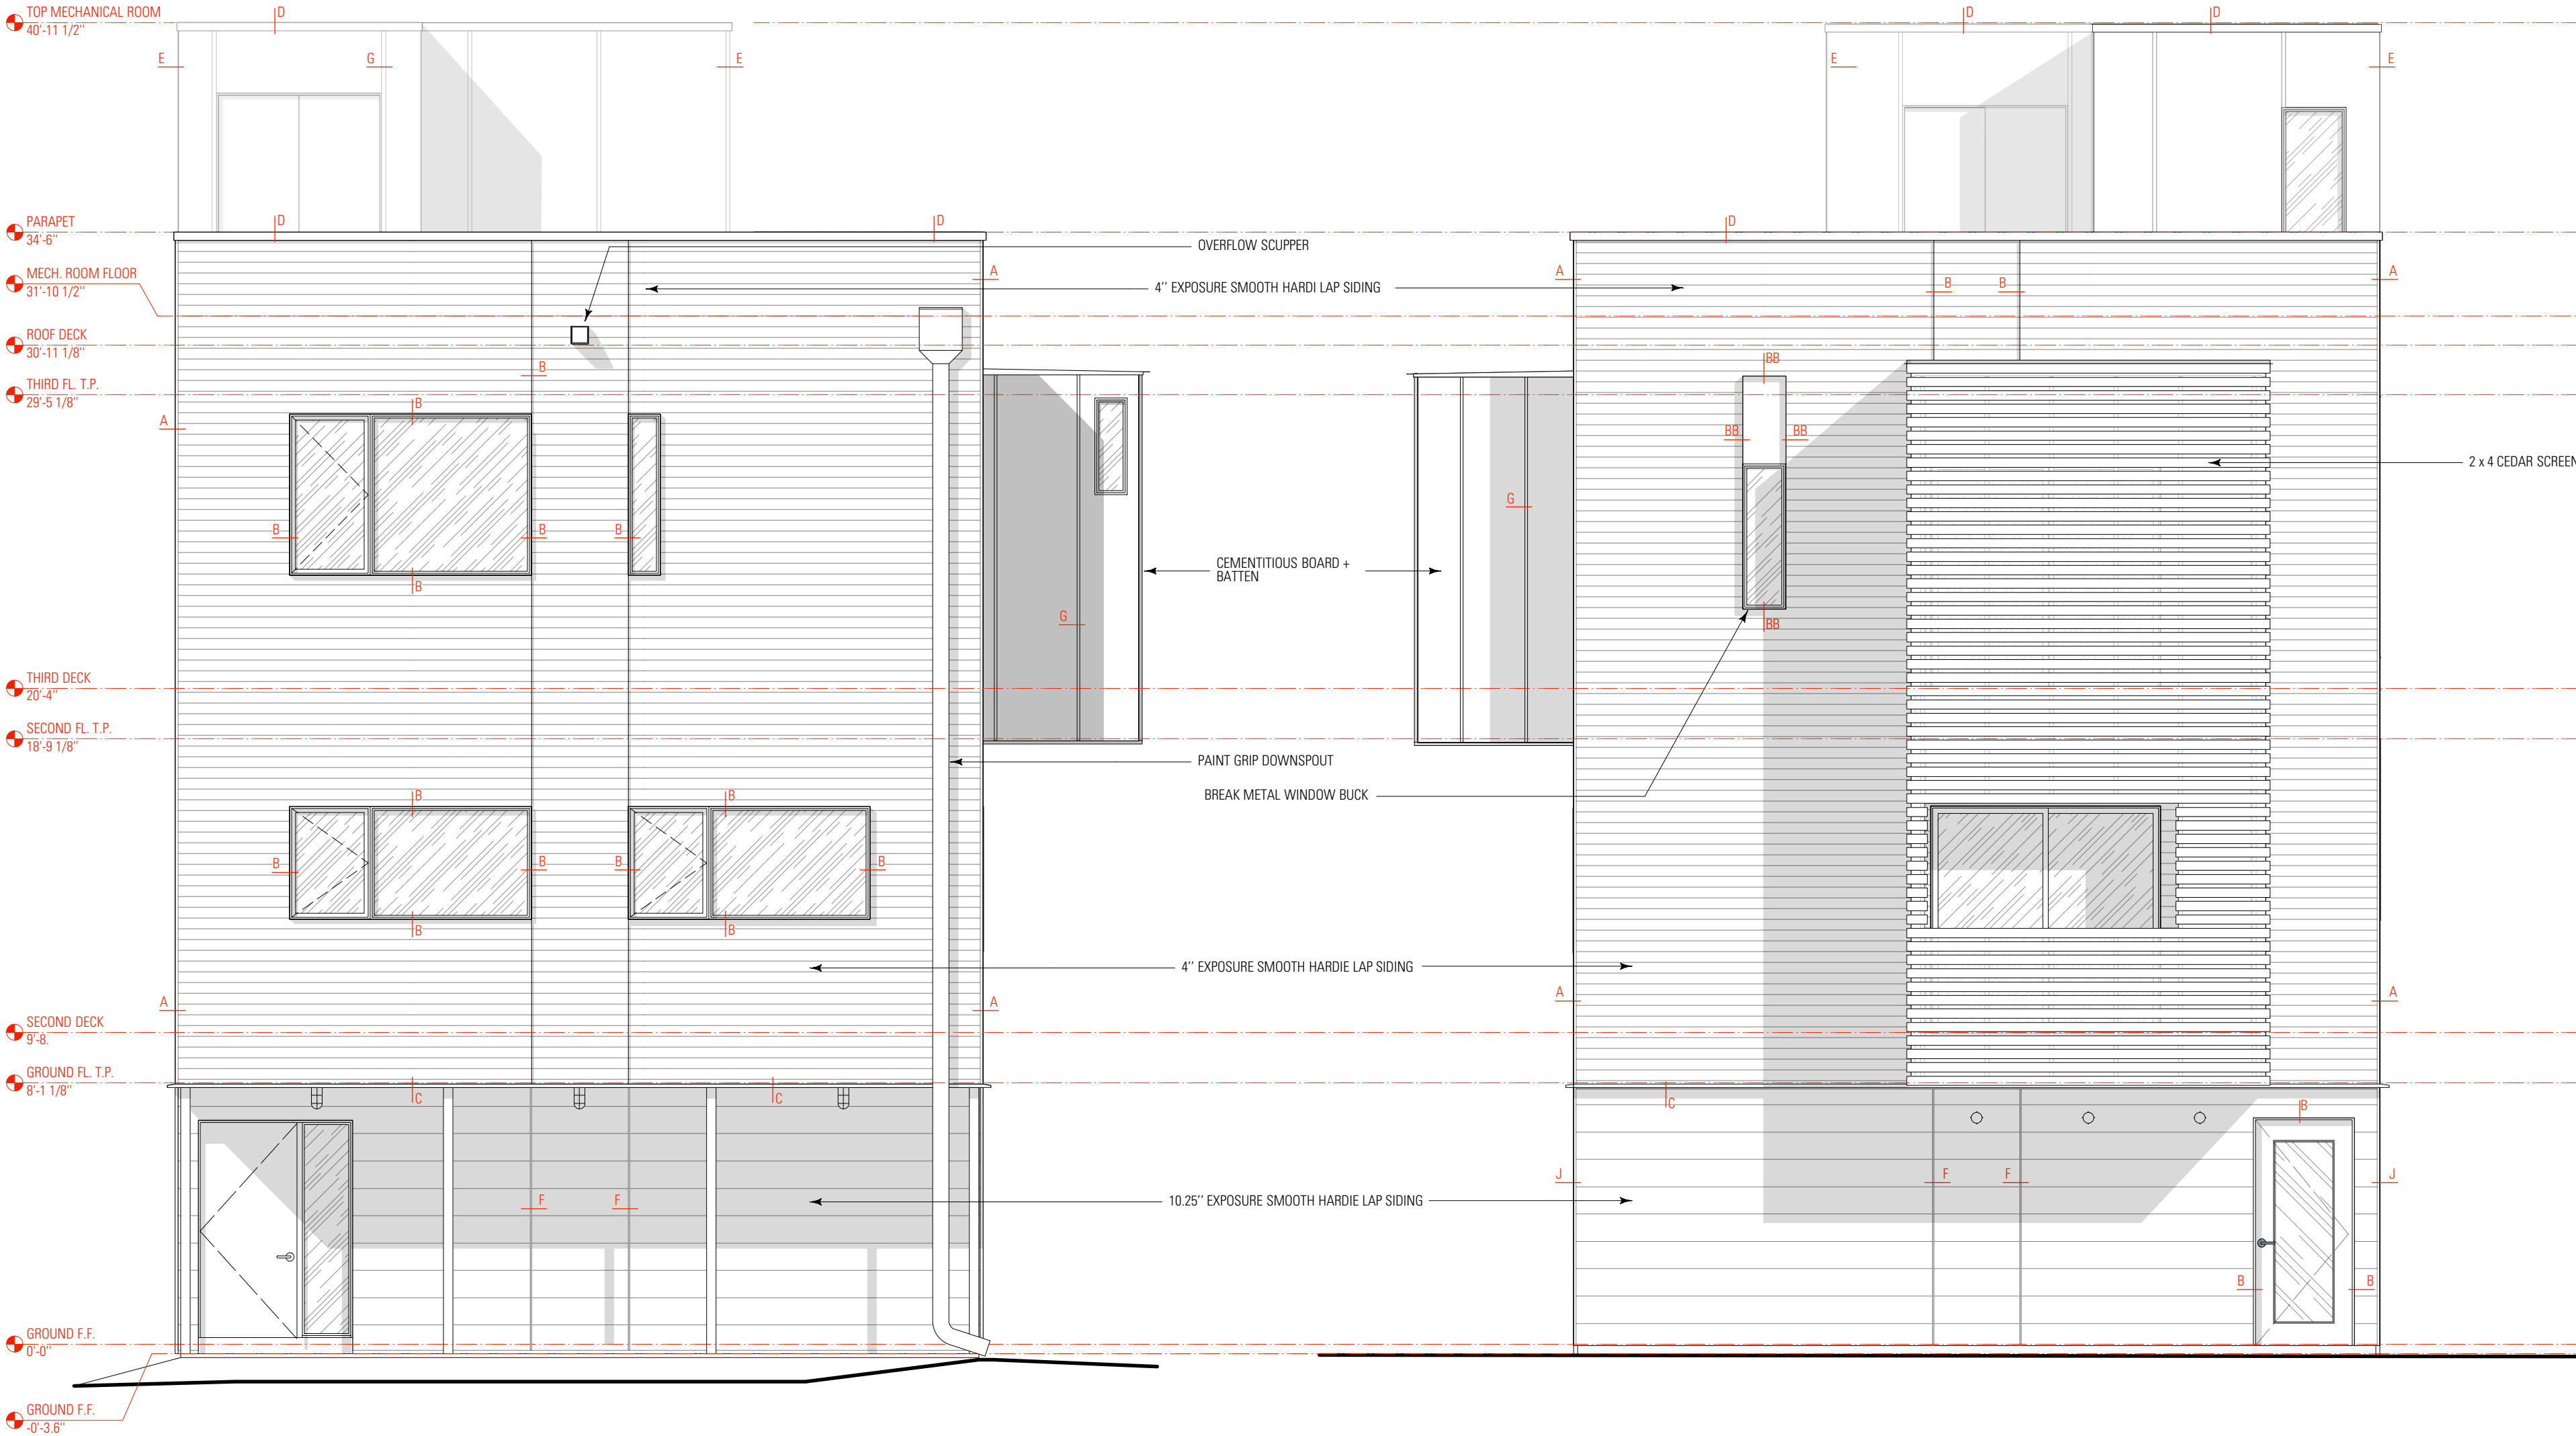 TOP MECHANICAL ROOM
40'-11 1/2"
D
D
D
E
G
E
E
E
PARAPET
34'-6"
D
D
D
OVERFLOW SCUPPER
MECH. ROOM FLOOR
31'-10 1/2"
A
A
A
4'' EXPOSURE SMOOTH HARDI LAP SIDING
B
B
ROOF DECK
30'-11 1/8"
B
BB
THIRD FL. T.P.
29'-5 1/8"
B
A
BB
BB
2 x 4 CEDAR SCREEN
G
B
B
B
CEMENTITIOUS BOARD +
BATTEN
B
G
BB
THIRD DECK
20'-4"
SECOND FL. T.P.
18'-9 1/8"
PAINT GRIP DOWNSPOUT
BREAK METAL WINDOW BUCK
B
B
B
B
B
B
B
B
4'' EXPOSURE SMOOTH HARDIE LAP SIDING
A
A
A
A
SECOND DECK
9'-8.
GROUND FL. T.P.
8'-1 1/8"
C
C
C
B
J
F
F
J
F
F
10.25'' EXPOSURE SMOOTH HARDIE LAP SIDING
B
B
GROUND F.F.
0'-0"
GROUND F.F.
-0'-3.6"